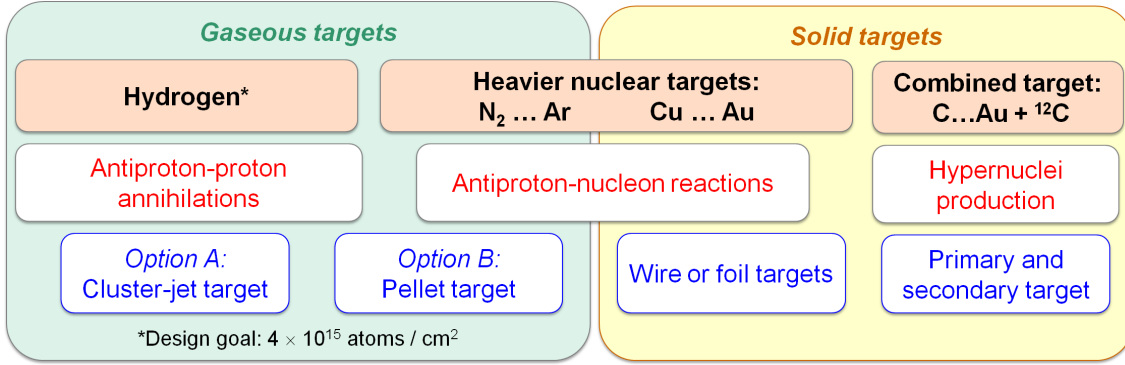 Gaseous targets
Solid targets
Hydrogen*
Heavier nuclear targets:
N₂ … Ar Cu … Au
Combined target:
C…Au + ¹²C
Antiproton-proton
annihilations
Antiproton-nucleon reactions
Hypernuclei
production
Option A:
Cluster-jet target
Option B:
Pellet target
Wire or foil targets
Primary and
secondary target
*Design goal: 4 × 10¹⁵ atoms / cm²